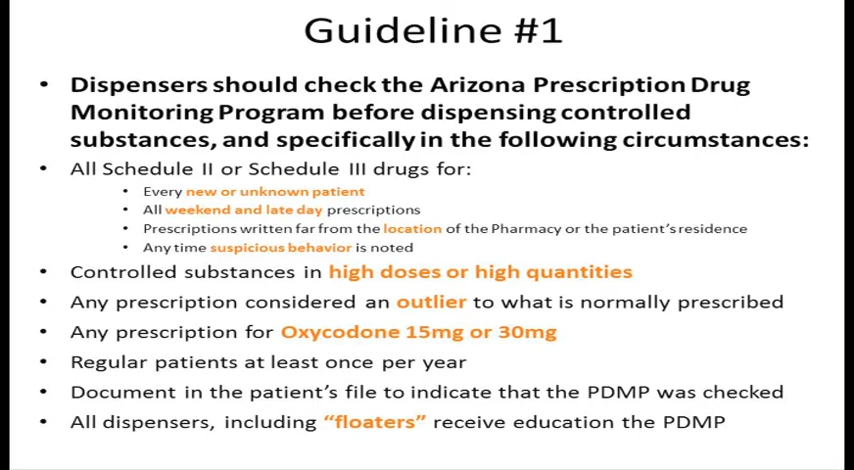 Guideline #1
• Dispensers should check the Arizona Prescription Drug
Monitoring Program before dispensing controlled
substances, and specifically in the following circumstances:
• All Schedule II or Schedule III drugs for:
• Every new or unknown patient
• All weekend and late day prescriptions
• Prescriptions written far from the location of the Pharmacy or the patient's residence
• Any time suspicious behavior is noted
• Controlled substances in high doses or high quantities
• Any prescription considered an outlier to what is normally prescribed
• Any prescription for Oxycodone 15mg or 30mg
• Regular patients at least once per year
• Document in the patient's file to indicate that the PDMP was checked
• All dispensers, including “floaters” receive education the PDMP